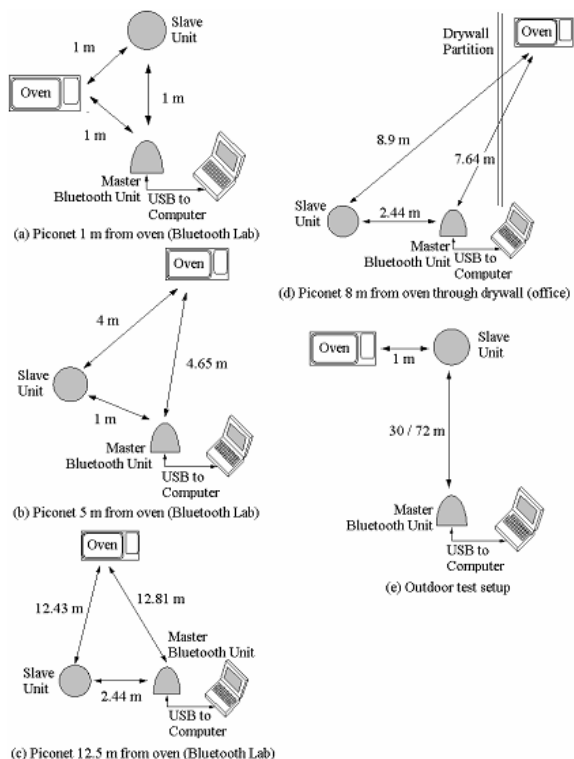 Slave
Unit
1 m
Oven
1 m
1 m
Master
Bluetooth Unit
USB to
Computer
(a) Piconet 1 m from oven (Bluetooth Lab)
Oven
4 m
4.65 m
Slave
Unit
1 m
Master
Bluetooth Unit
USB to
Computer
(b) Piconet 5 m from oven (Bluetooth Lab)
Oven
12.43 m
12.81 m
Master
Bluetooth Unit
Slave
Unit
2.44 m
USB to
Computer
(c) Piconet 12.5 m from oven (Bluetooth Lab)
Drywall
Partition
Oven
8.9 m
7.64 m
Slave
Unit
2.44 m
Master
Bluetooth Unit
USB to
Computer
(d) Piconet 8 m from oven through drywall (office)
Oven
1 m
Slave
Unit
30 / 72 m
Master
Bluetooth Unit
USB to
Computer
(e) Outdoor test setup